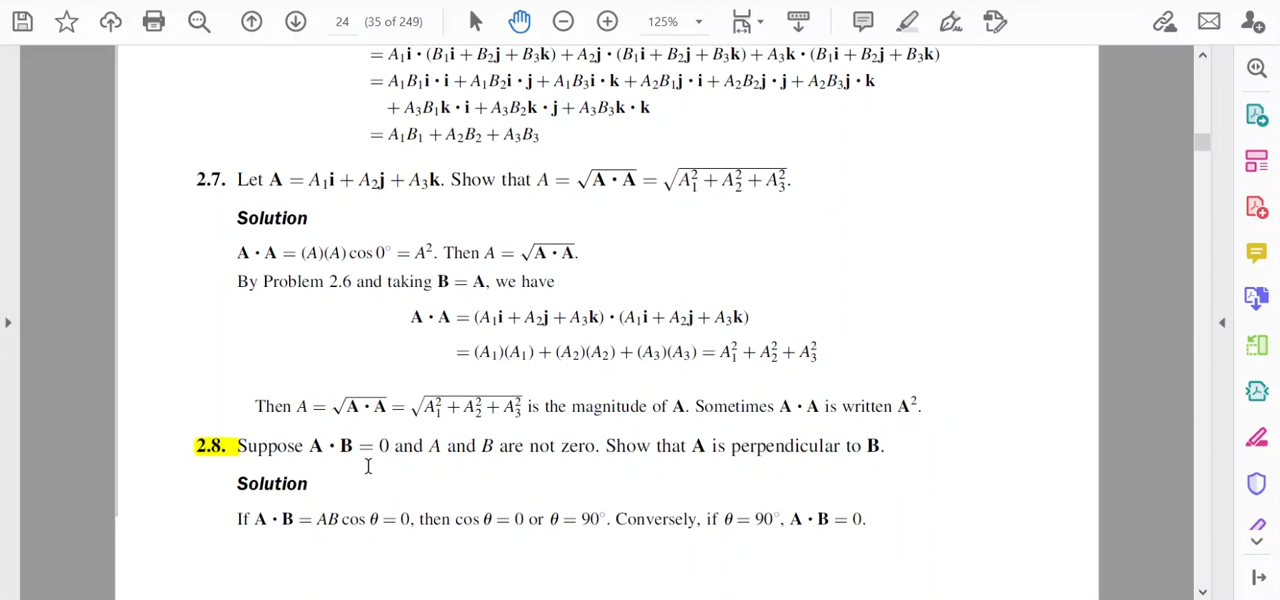 24 (35 of 249) 125%
= A₁i • (B₁i + B₂j + B₃k) + A₂j • (B₁i + B₂j + B₃k) + A₃k • (B₁i + B₂j + B₃k)
= A₁B₁i • i + A₁B₂i • j + A₁B₃i • k + A₂B₁j • i + A₂B₂j • j + A₂B₃j • k
+ A₃B₁k • i + A₃B₂k • j + A₃B₃k • k
= A₁B₁ + A₂B₂ + A₃B₃
2.7. Let A = A₁i + A₂j + A₃k. Show that A = √(A • A) = √(A₁² + A₂² + A₃²).
Solution
A • A = (A)(A) cos 0° = A². Then A = √(A • A).
By Problem 2.6 and taking B = A, we have
A • A = (A₁i + A₂j + A₃k) • (A₁i + A₂j + A₃k)
= (A₁)(A₁) + (A₂)(A₂) + (A₃)(A₃) = A₁² + A₂² + A₃²
Then A = √(A • A) = √(A₁² + A₂² + A₃²) is the magnitude of A. Sometimes A • A is written A².
2.8. Suppose A • B = 0 and A and B are not zero. Show that A is perpendicular to B.
Solution
If A • B = AB cos θ = 0, then cos θ = 0 or θ = 90°. Conversely, if θ = 90°, A • B = 0.